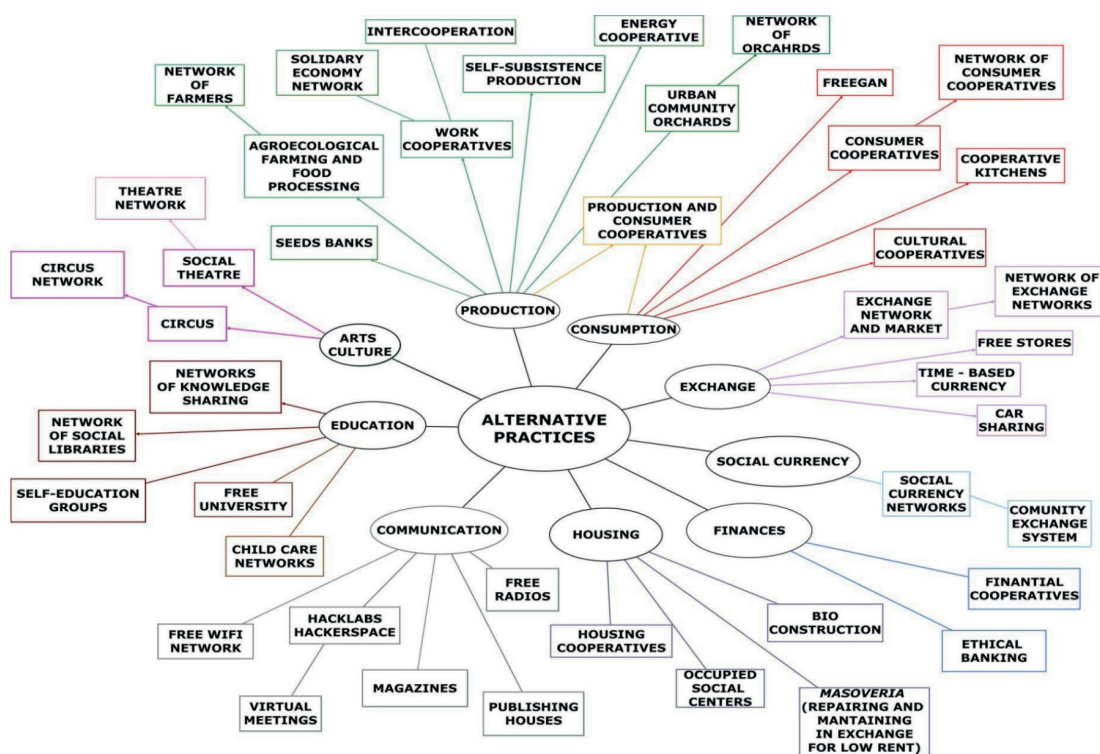 INTERCOOPERATION
ENERGY
COOPERATIVE
NETWORK
OF
ORCAHRDS
SOLIDARY
ECONOMY
NETWORK
SELF-SUBSISTENCE
PRODUCTION
NETWORK
OF
FARMERS
FREEGAN
NETWORK OF
CONSUMER
COOPERATIVES
URBAN
COMMUNITY
ORCHARDS
WORK
COOPERATIVES
CONSUMER
COOPERATIVES
AGROECOLOGICAL
FARMING AND
FOOD
PROCESSING
COOPERATIVE
KITCHENS
THEATRE
NETWORK
PRODUCTION AND
CONSUMER
COOPERATIVES
SEEDS BANKS
CULTURAL
COOPERATIVES
SOCIAL
THEATRE
CIRCUS
NETWORK
NETWORK OF
EXCHANGE
NETWORKS
EXCHANGE
NETWORK
AND MARKET
CIRCUS
PRODUCTION
CONSUMPTION
ARTS
CULTURE
FREE STORES
NETWORKS
OF KNOWLEDGE
SHARING
EXCHANGE
TIME - BASED
CURRENCY
CAR
SHARING
NETWORK
OF SOCIAL
LIBRARIES
EDUCATION
ALTERNATIVE
PRACTICES
SOCIAL CURRENCY
SELF-EDUCATION
GROUPS
FREE
UNIVERSITY
SOCIAL
CURRENCY
NETWORKS
COMUNITY
EXCHANGE
SYSTEM
COMMUNICATION
HOUSING
FINANCES
CHILD CARE
NETWORKS
FREE
RADIOS
FINANTIAL
COOPERATIVES
HACKLABS
HACKERSPACE
FREE WIFI
NETWORK
HOUSING
COOPERATIVES
BIO
CONSTRUCTION
ETHICAL
BANKING
MAGAZINES
OCCUPIED
SOCIAL
CENTERS
VIRTUAL
MEETINGS
PUBLISHING
HOUSES
MASOVERIA
(REPAIRING AND
MANTAINING
IN EXCHANGE
FOR LOW RENT)